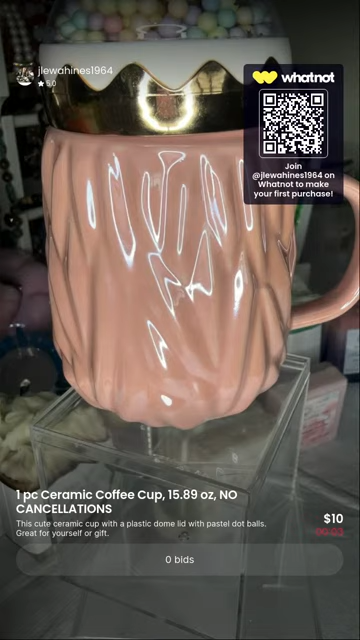 jlewahines1964
5.0
whatnot
Join
@jlewahines1964 on
Whatnot to make
your first purchase!
1 pc Ceramic Coffee Cup, 15.89 oz, NO
CANCELLATIONS
$10
This cute ceramic cup with a plastic dome lid with pastel dot balls.
Great for yourself or gift.
0 bids